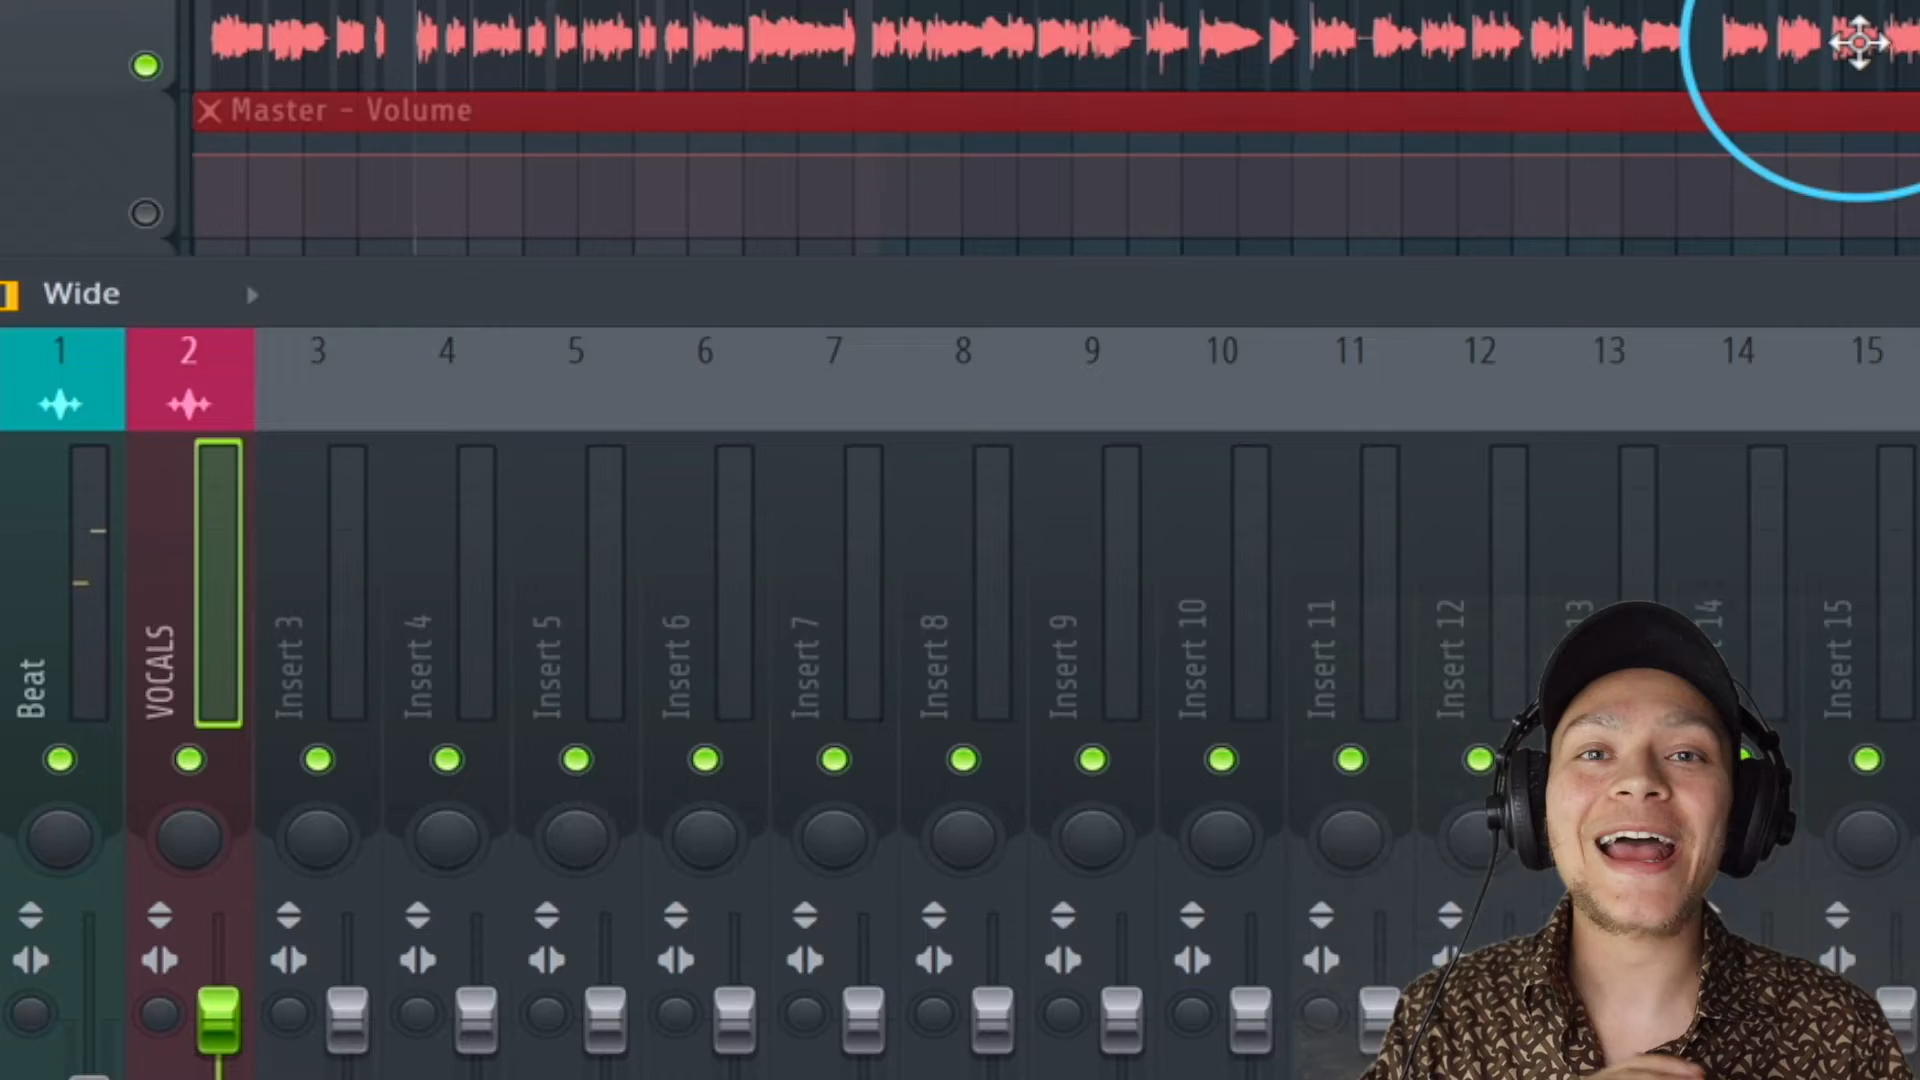 Master - Volume
Wide
1 2 3 4 5 6 7 8 9 10 11 12 13 14 15
Beat
VOCALS
Insert 3
Insert 4
Insert 5
Insert 6
Insert 7
Insert 8
Insert 9
Insert 10
Insert 11
Insert 12
13
14
Insert 15